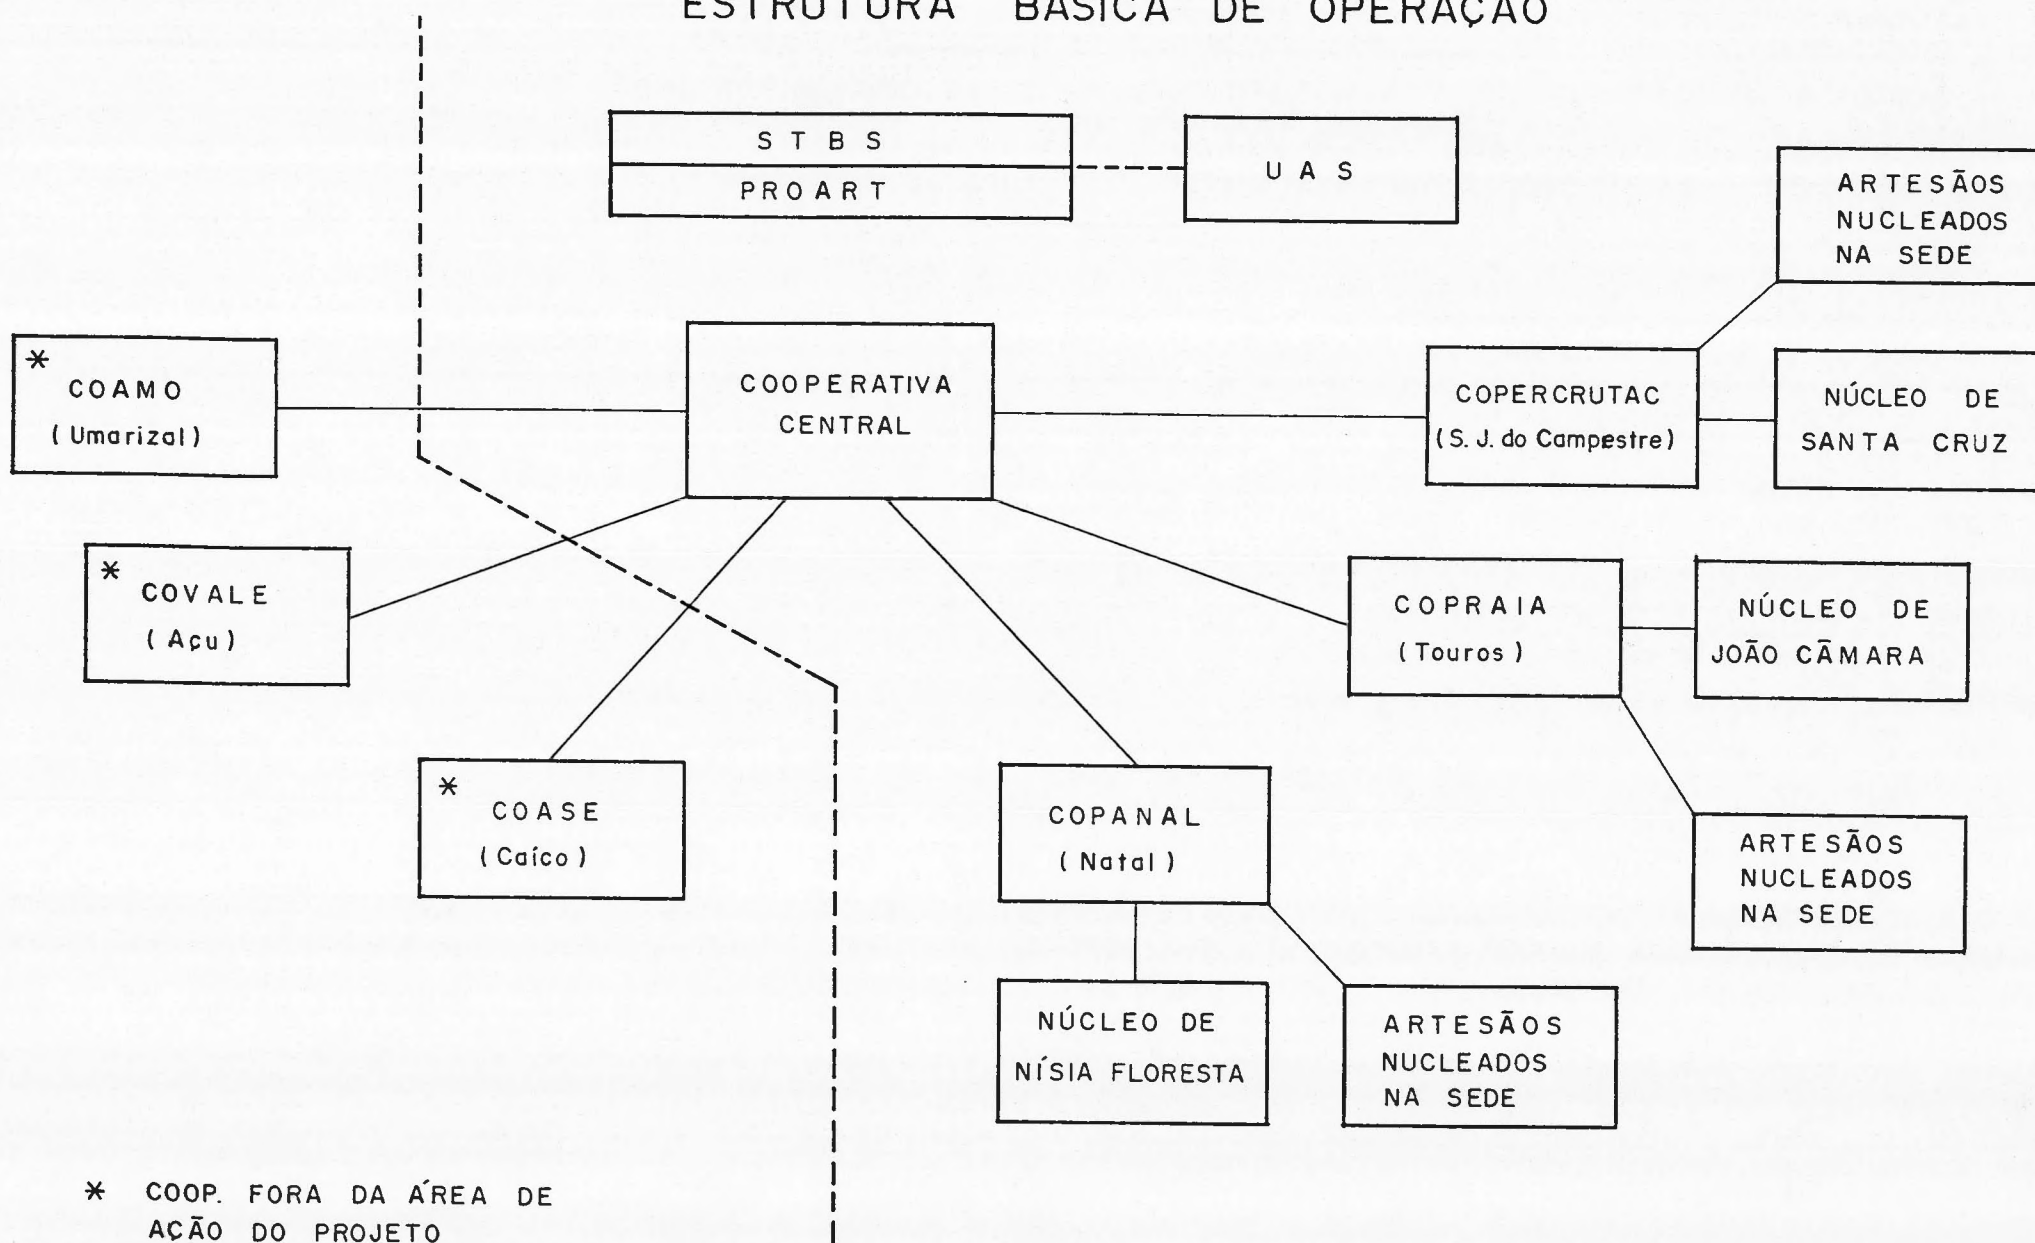 ESTRUTURA BÁSICA DE OPERAÇÃO
S T B S
PROART
U A S
ARTESÃOS
NUCLEADOS
NA SEDE
*
COAMO
(Umarizal)
COOPERATIVA
CENTRAL
COPERCRUTAC
(S. J. do Campestre)
NÚCLEO DE
SANTA CRUZ
*
COVALE
(Açu)
COPRAIA
(Touros)
NÚCLEO DE
JOÃO CÂMARA
*
COASE
(Caíco)
COPANAL
(Natal)
ARTESÃOS
NUCLEADOS
NA SEDE
NÚCLEO DE
NÍSIA FLORESTA
ARTESÃOS
NUCLEADOS
NA SEDE
* COOP. FORA DA ÁREA DE
AÇÃO DO PROJETO